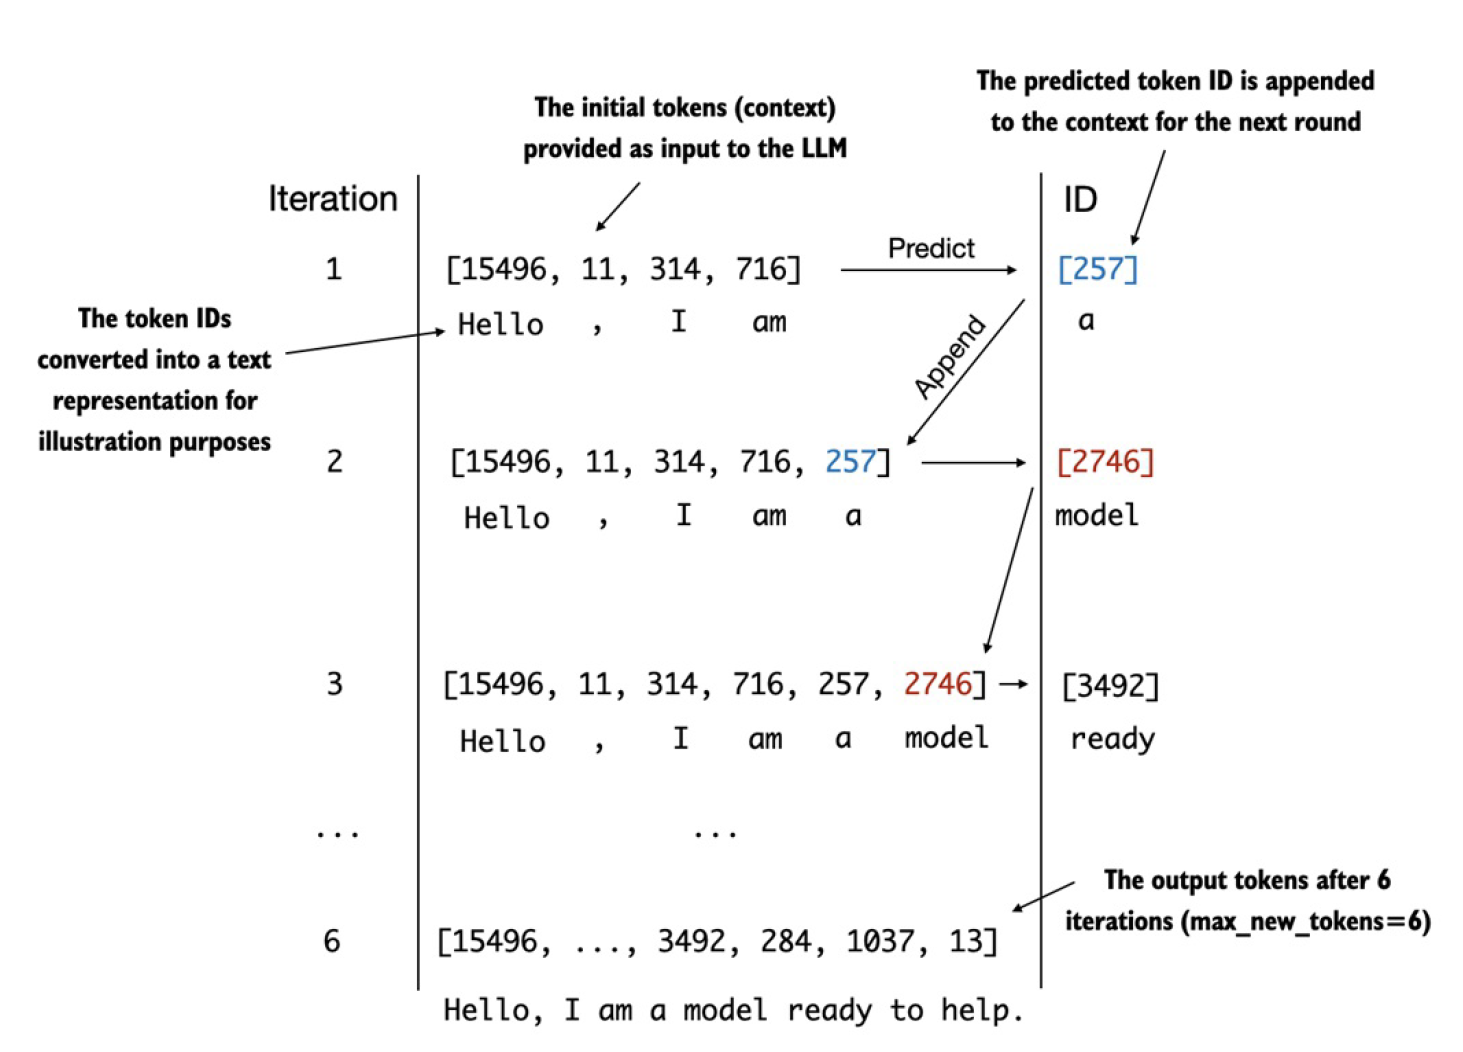 The initial tokens (context)
provided as input to the LLM
The predicted token ID is appended
to the context for the next round
Iteration
ID
1
[15496, 11, 314, 716]
Predict
[257]
Hello , I am
a
The token IDs
converted into a text
representation for
illustration purposes
Append
2
[15496, 11, 314, 716, 257]
[2746]
Hello , I am a
model
3
[15496, 11, 314, 716, 257, 2746]
[3492]
Hello , I am a model
ready
...
...
The output tokens after 6
iterations (max_new_tokens=6)
6
[15496, ..., 3492, 284, 1037, 13]
Hello, I am a model ready to help.